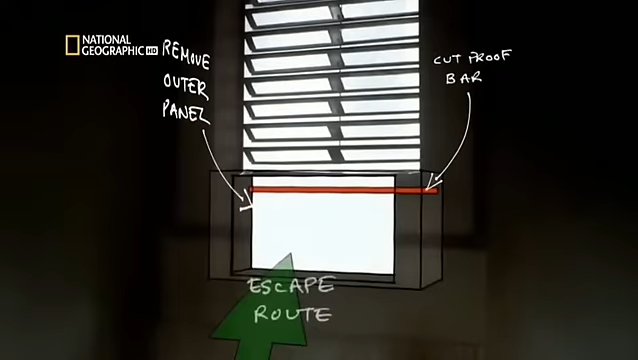 NATIONAL
GEOGRAPHIC HD
REMOVE
OUTER
PANEL
CUT PROOF
BAR
ESCAPE
ROUTE